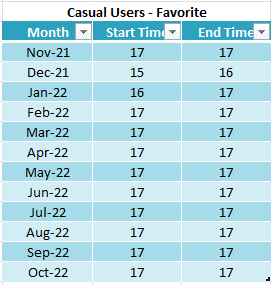 Casual Users - Favorite
Month Start Time End Time
Nov-21 17 17
Dec-21 15 16
Jan-22 16 17
Feb-22 17 17
Mar-22 17 17
Apr-22 17 17
May-22 17 17
Jun-22 17 17
Jul-22 17 17
Aug-22 17 17
Sep-22 17 17
Oct-22 17 17